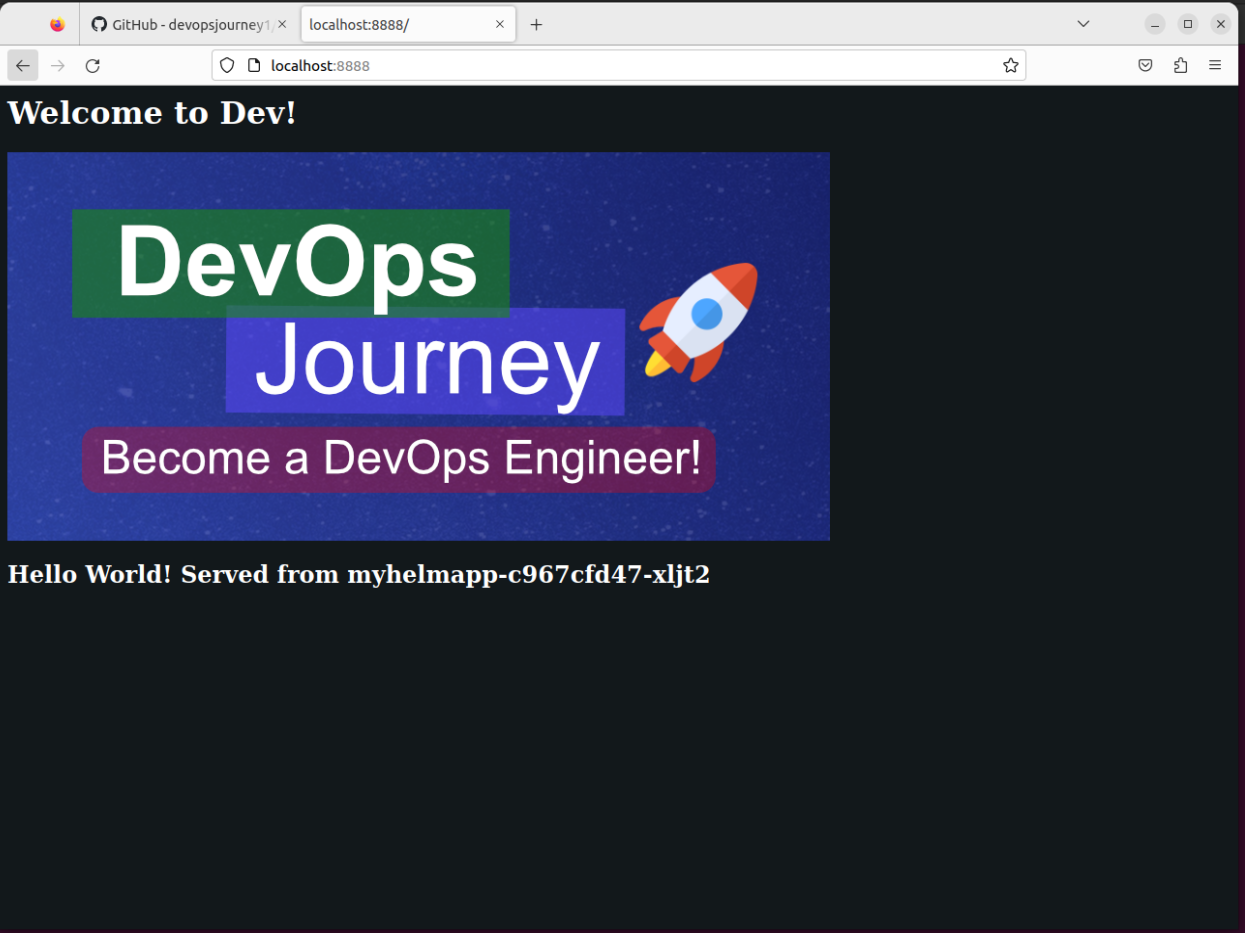 GitHub - devopsjourney1/
localhost:8888/
localhost:8888
Welcome to Dev!
DevOps
Journey
Become a DevOps Engineer!
Hello World! Served from myhelmapp-c967cfd47-xljt2